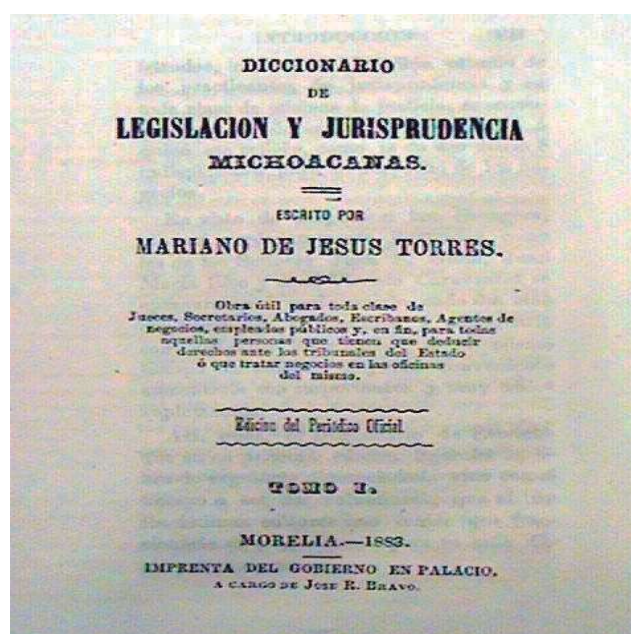 DICCIONARIO
DE
LEGISLACION Y JURISPRUDENCIA
MICHOACANAS.
ESCRITO POR
MARIANO DE JESUS TORRES.
Obra útil para toda clase de
Jueces, Secretarios, Abogados, Escribanos, Agentes de
negocios, empleados públicos y, en fin, para todas
aquellas personas que tienen que deducir
derechos ante los tribunales del Estado
ó que tratar negocios en las oficinas
del mismo.
Edicion del Periódico Oficial.
TOMO I.
MORELIA.—1883.
IMPRENTA DEL GOBIERNO EN PALACIO,
A CARGO DE JOSE R. BRAVO.